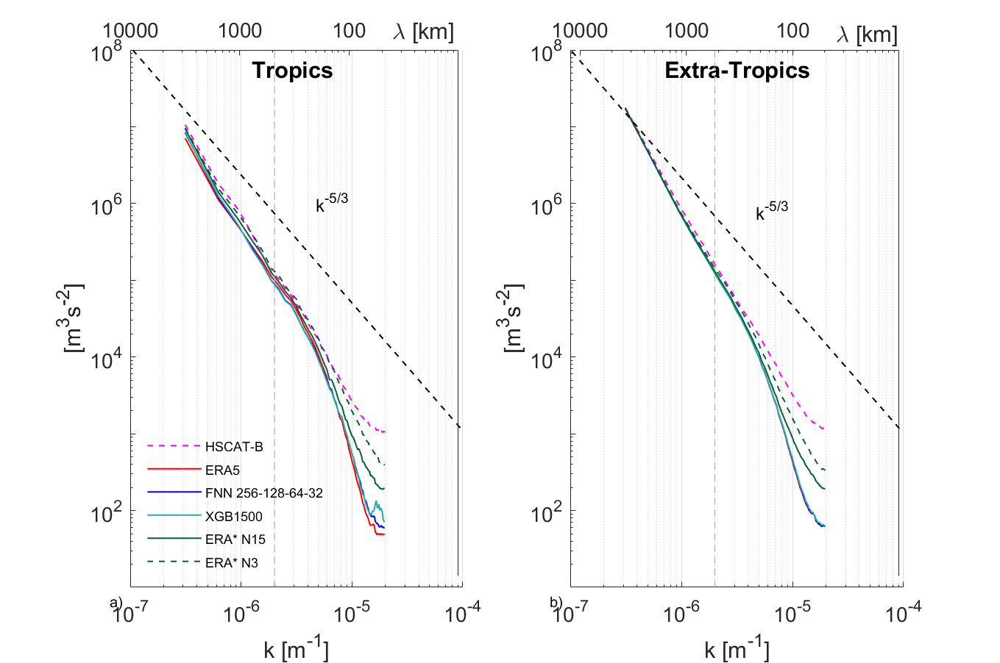 10000 1000 100 λ [km]
10^8
Tropics
k^-5/3
10^6
[m^3s^-2]
10^4
HSCAT-B
ERA5
FNN 256-128-64-32
XGB1500
ERA* N15
ERA* N3
10^2
a)
10^-7 10^-6 10^-5 10^-4
k [m^-1]
10000 1000 100 λ [km]
10^8
Extra-Tropics
k^-5/3
10^6
[m^3s^-2]
10^4
10^2
b)
10^-7 10^-6 10^-5 10^-4
k [m^-1]